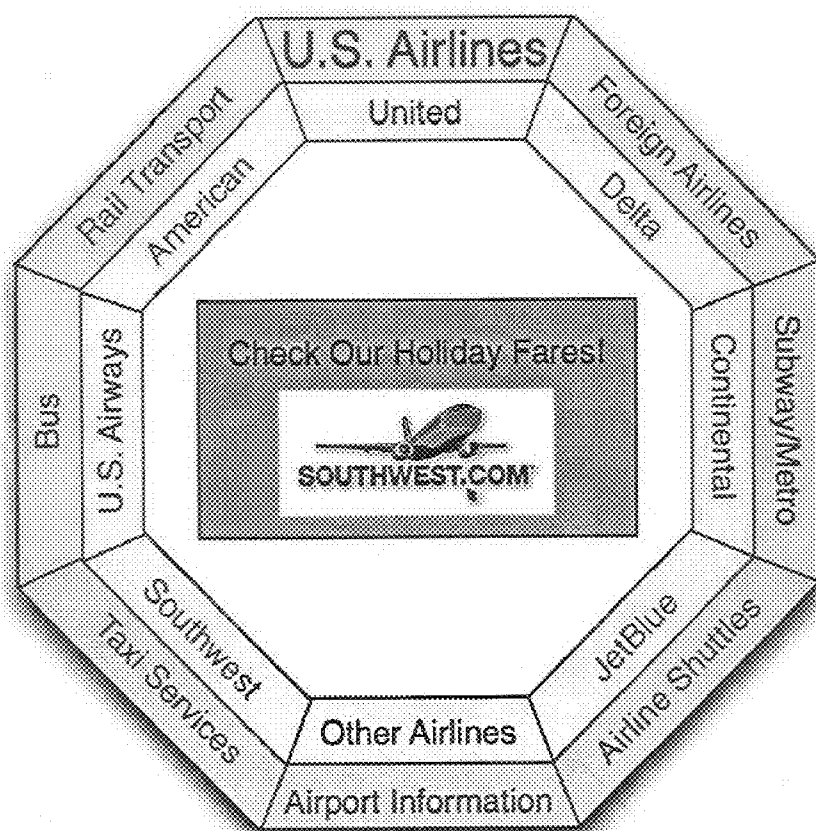 U.S. Airlines
Foreign Airlines
Subway/Metro
Airline Shuttles
Airport Information
Taxi Services
Bus
Rail Transport
United
Delta
Continental
JetBlue
Other Airlines
Southwest
U.S. Airways
American
Check Our Holiday Fares!
SOUTHWEST.COM